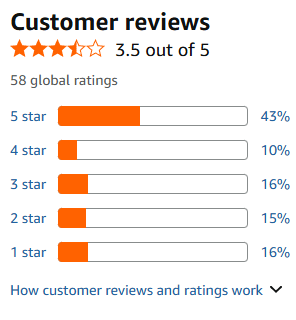 Customer reviews
3.5 out of 5
58 global ratings
5 star 43%
4 star 10%
3 star 16%
2 star 15%
1 star 16%
How customer reviews and ratings work